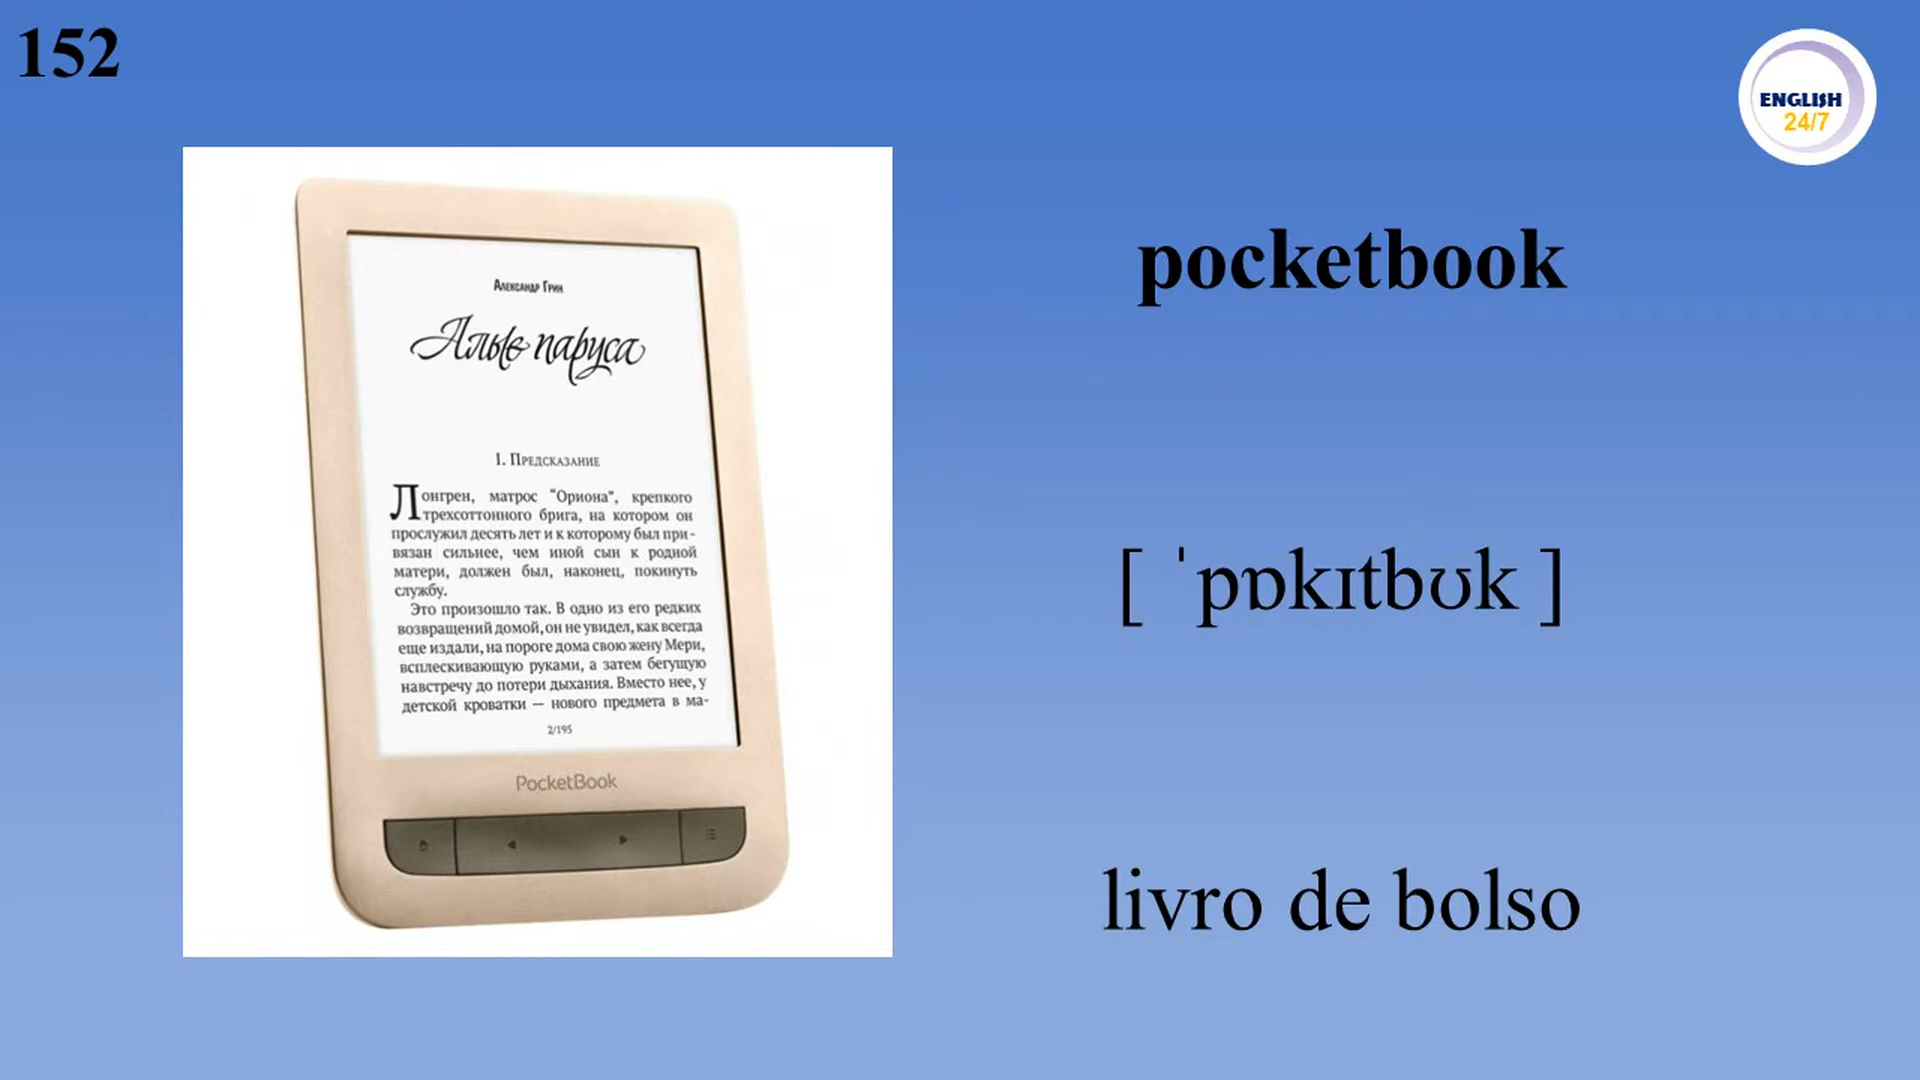 152
ENGLISH
24/7
Александр Грин
Алые паруса
1. Предсказание
Лонгрен, матрос "Ориона", крепкого
трехсоттонного брига, на котором он
прослужил десять лет и к которому был при-
вязан сильнее, чем иной сын к родной
матери, должен был, наконец, покинуть
службу.
Это произошло так. В одно из его редких
возвращений домой, он не увидел, как всегда
еще издали, на пороге дома свою жену Мери,
всплескивающую руками, а затем бегущую
навстречу до потери дыхания. Вместо нее, у
детской кроватки — нового предмета в ма-
2/195
PocketBook
pocketbook
[ ˈpɒkɪtbʊk ]
livro de bolso